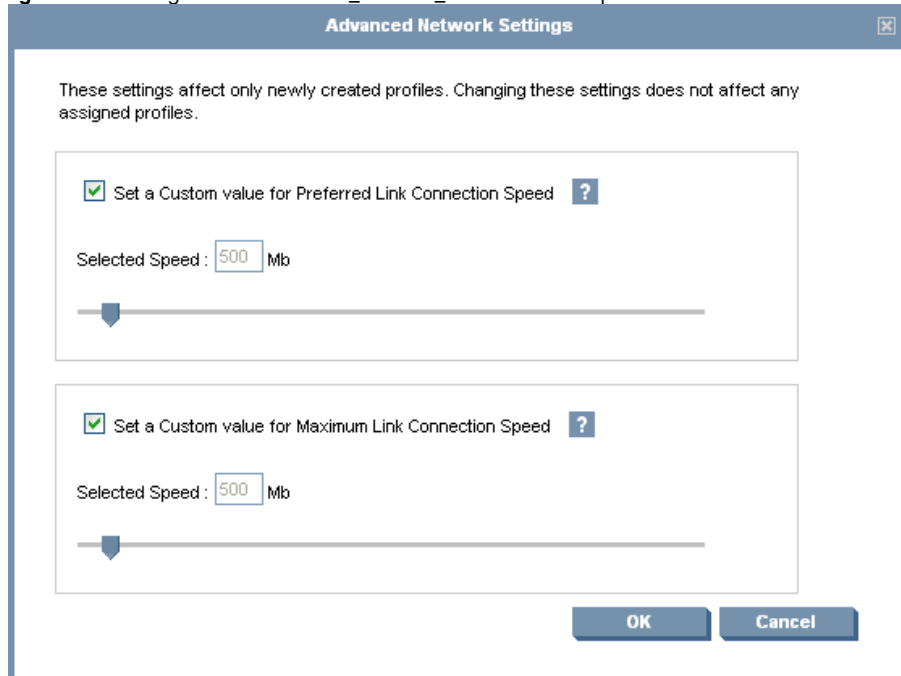 Advanced Network Settings
These settings affect only newly created profiles. Changing these settings does not affect any
assigned profiles.
Set a Custom value for Preferred Link Connection Speed ?
Selected Speed : 500 Mb
Set a Custom value for Maximum Link Connection Speed ?
Selected Speed : 500 Mb
OK Cancel